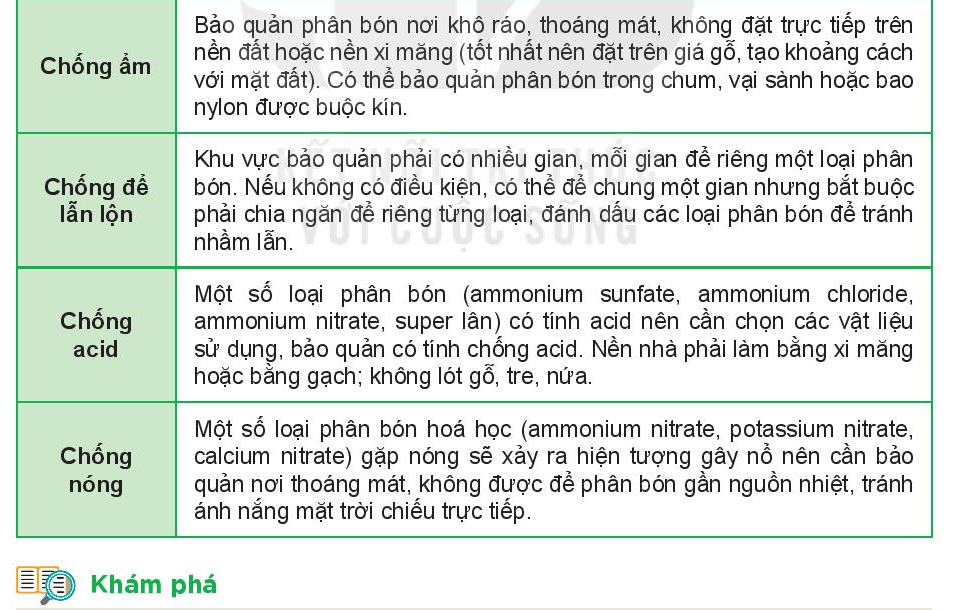 Chống ẩm
Bảo quản phân bón nơi khô ráo, thoáng mát, không đặt trực tiếp trên
nền đất hoặc nền xi măng (tốt nhất nên đặt trên giá gỗ, tạo khoảng cách
với mặt đất). Có thể bảo quản phân bón trong chum, vại sành hoặc bao
nylon được buộc kín.
Chống để
lẫn lộn
Khu vực bảo quản phải có nhiều gian, mỗi gian để riêng một loại phân
bón. Nếu không có điều kiện, có thể để chung một gian nhưng bắt buộc
phải chia ngăn để riêng từng loại, đánh dấu các loại phân bón để tránh
nhầm lẫn.
KẾT NỐI TRI THỨC
VỚI CUỘC SỐNG
Chống
acid
Một số loại phân bón (ammonium sunfate, ammonium chloride,
ammonium nitrate, super lân) có tính acid nên cần chọn các vật liệu
sử dụng, bảo quản có tính chống acid. Nền nhà phải làm bằng xi măng
hoặc bằng gạch; không lót gỗ, tre, nứa.
Chống
nóng
Một số loại phân bón hoá học (ammonium nitrate, potassium nitrate,
calcium nitrate) gặp nóng sẽ xảy ra hiện tượng gây nổ nên cần bảo
quản nơi thoáng mát, không được để phân bón gần nguồn nhiệt, tránh
ánh nắng mặt trời chiếu trực tiếp.
Khám phá